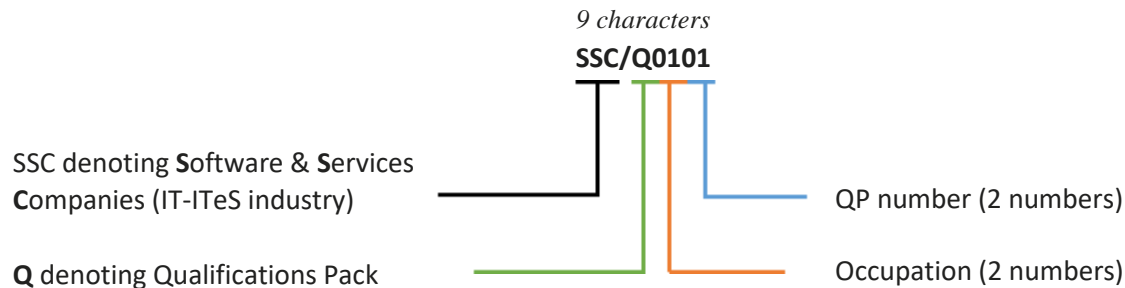 9 characters
SSC/Q0101
SSC denoting Software & Services
Companies (IT-ITeS industry)
QP number (2 numbers)
Q denoting Qualifications Pack
Occupation (2 numbers)